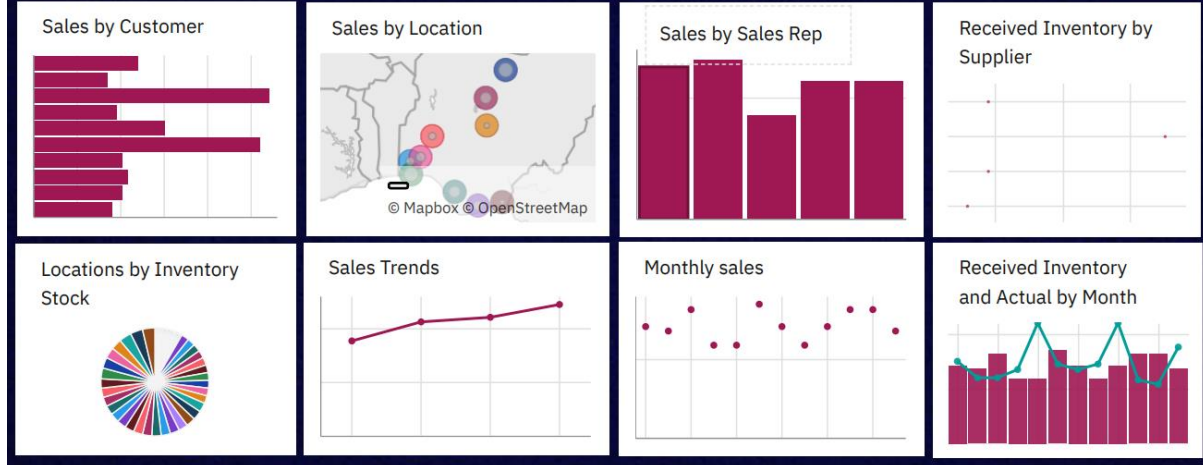 Sales by Customer
Sales by Location
© Mapbox © OpenStreetMap
Sales by Sales Rep
Received Inventory by
Supplier
Locations by Inventory
Stock
Sales Trends
Monthly sales
Received Inventory
and Actual by Month